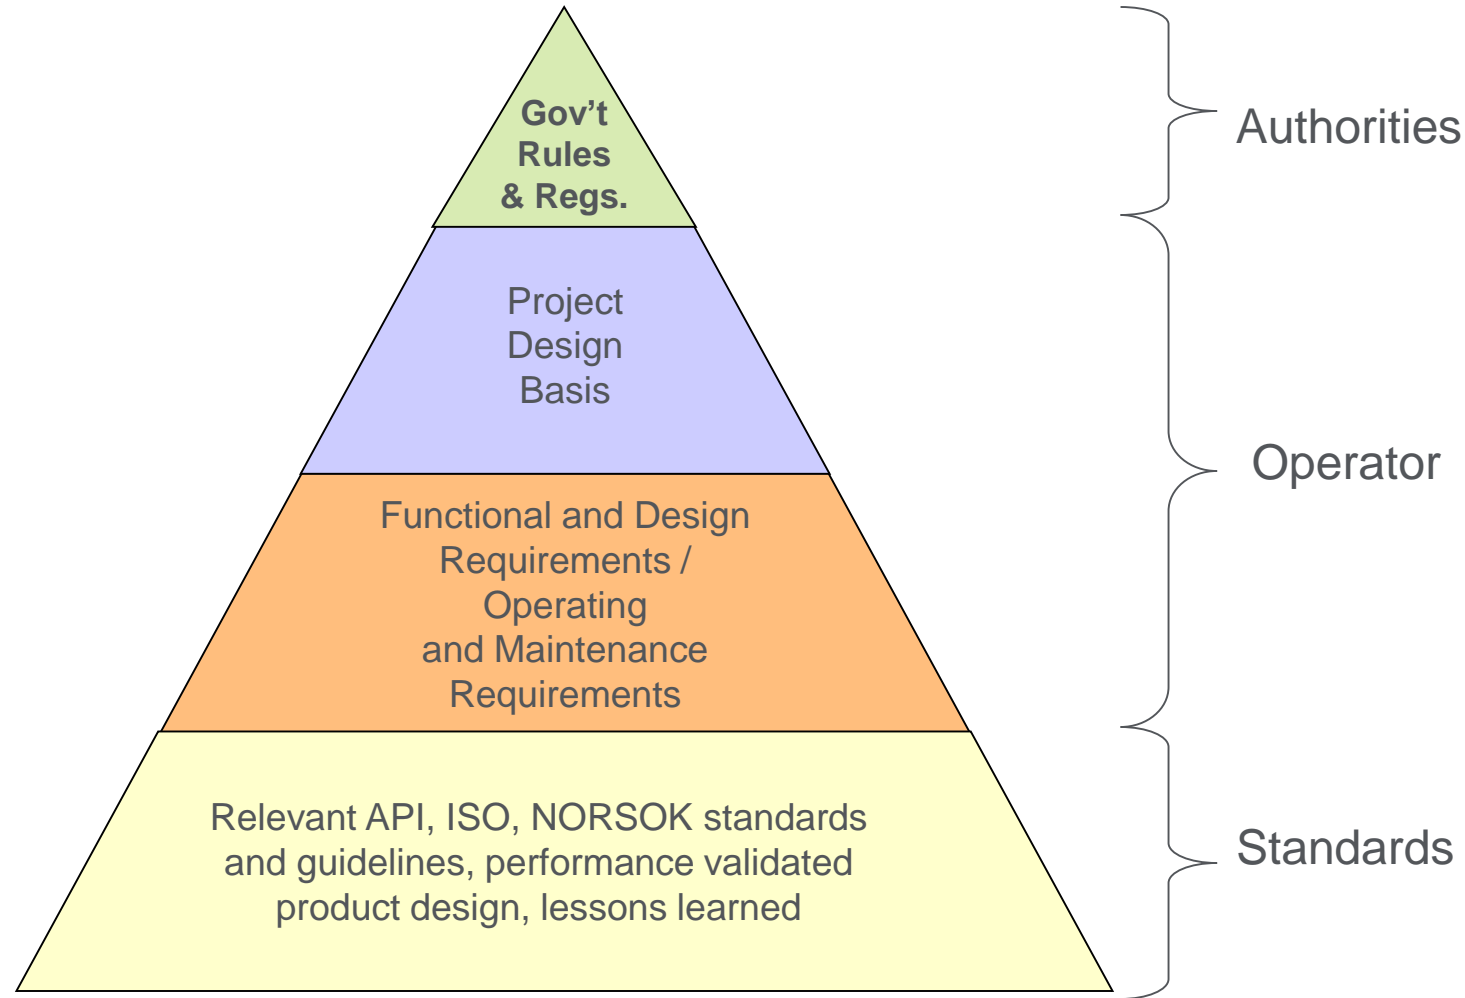 Gov’t
Rules
& Regs.
Authorities
Project
Design
Basis
Operator
Functional and Design
Requirements /
Operating
and Maintenance
Requirements
Relevant API, ISO, NORSOK standards
and guidelines, performance validated
product design, lessons learned
Standards